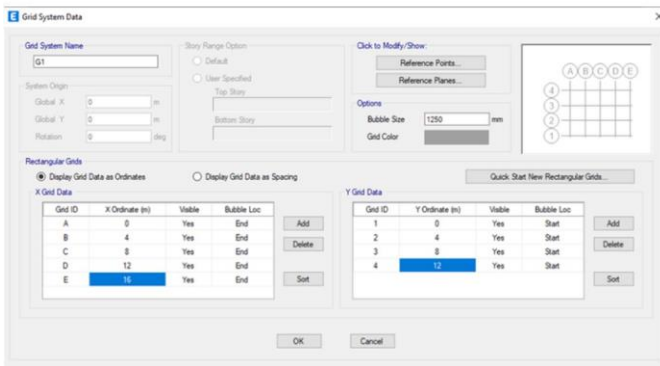 Grid System Data
Grid System Name
G1
System Origin
Global X 0 m
Global Y 0 m
Rotation 0 deg
Story Range Option
Default
User Specified
Top Story
Bottom Story
Click to Modify/Show:
Reference Points...
Reference Planes...
Options
Bubble Size 1250 mm
Grid Color
A B C D E
4
3
2
1
Rectangular Grids
Display Grid Data as Ordinates Display Grid Data as Spacing Quick Start New Rectangular Grids...
X Grid Data
Grid ID X Ordinate (m) Visible Bubble Loc
A 0 Yes End
B 4 Yes End
C 8 Yes End
D 12 Yes End
E 16 Yes End
Add
Delete
Sort
Y Grid Data
Grid ID Y Ordinate (m) Visible Bubble Loc
1 0 Yes Start
2 4 Yes Start
3 8 Yes Start
4 12 Yes Start
Add
Delete
Sort
OK Cancel